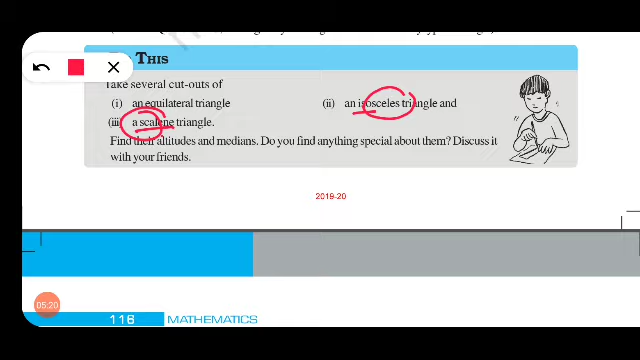 THIS
Take several cut-outs of
(i) an equilateral triangle (ii) an isosceles triangle and
(iii) a scalene triangle.
Find their altitudes and medians. Do you find anything special about them? Discuss it
with your friends.
2019-20
05:20
116 MATHEMATICS